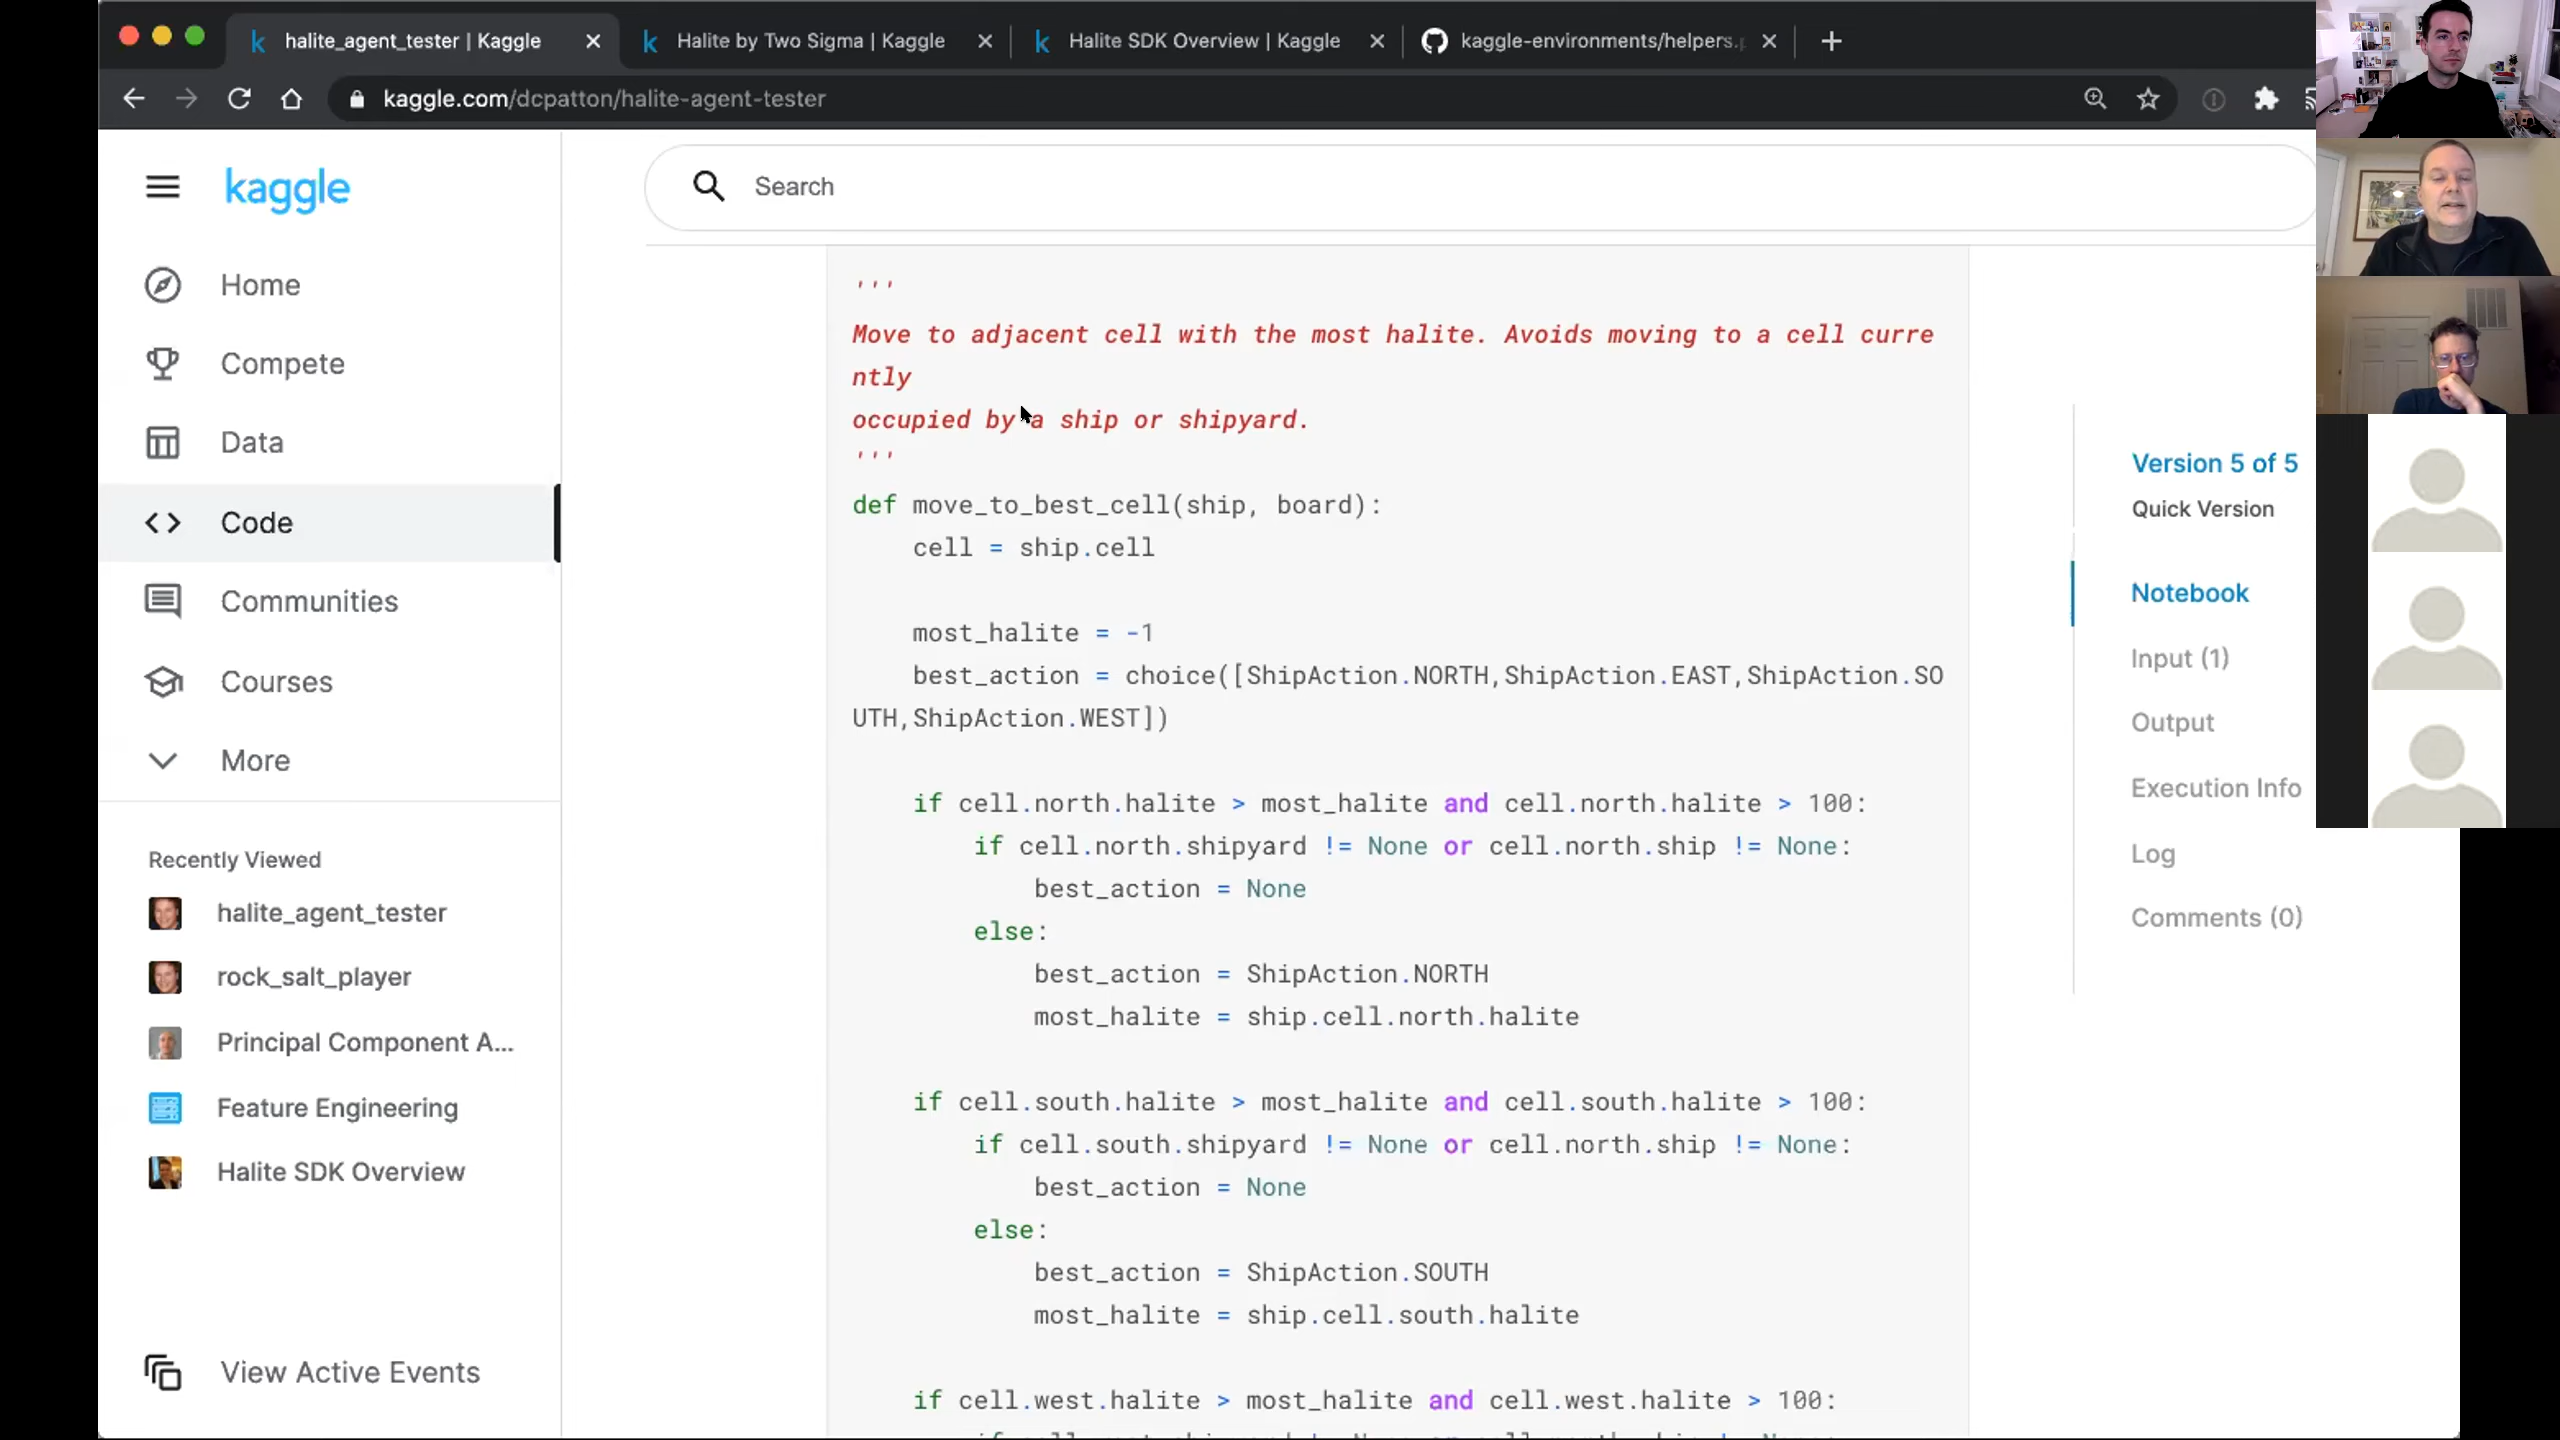 halite_agent_tester | Kaggle
Halite by Two Sigma | Kaggle
Halite SDK Overview | Kaggle
kaggle-environments/helpers.p
kaggle.com/dcpatton/halite-agent-tester
kaggle
Search
Home
Compete
Data
Code
Communities
Courses
More
Recently Viewed
halite_agent_tester
rock_salt_player
Principal Component A...
Feature Engineering
Halite SDK Overview
View Active Events
'''
Move to adjacent cell with the most halite. Avoids moving to a cell curre
ntly
occupied by a ship or shipyard.
'''
def move_to_best_cell(ship, board):
cell = ship.cell
most_halite = -1
best_action = choice([ShipAction.NORTH,ShipAction.EAST,ShipAction.SO
UTH,ShipAction.WEST])
if cell.north.halite > most_halite and cell.north.halite > 100:
if cell.north.shipyard != None or cell.north.ship != None:
best_action = None
else:
best_action = ShipAction.NORTH
most_halite = ship.cell.north.halite
if cell.south.halite > most_halite and cell.south.halite > 100:
if cell.south.shipyard != None or cell.north.ship != None:
best_action = None
else:
best_action = ShipAction.SOUTH
most_halite = ship.cell.south.halite
if cell.west.halite > most_halite and cell.west.halite > 100:
Version 5 of 5
Quick Version
Notebook
Input (1)
Output
Execution Info
Log
Comments (0)